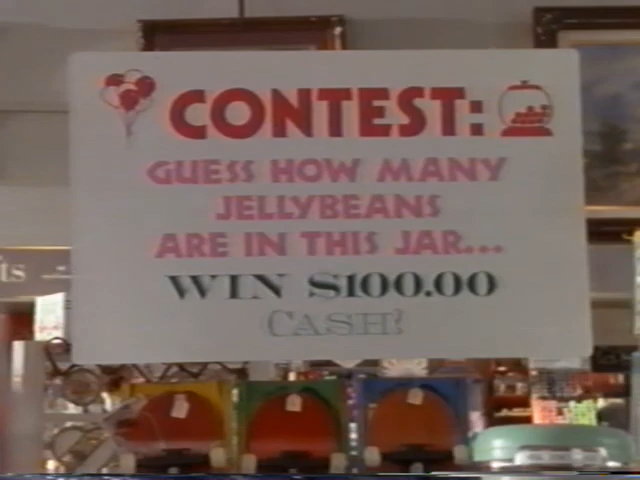 CONTEST:
GUESS HOW MANY
JELLYBEANS
ARE IN THIS JAR...
WIN $100.00
CASH!